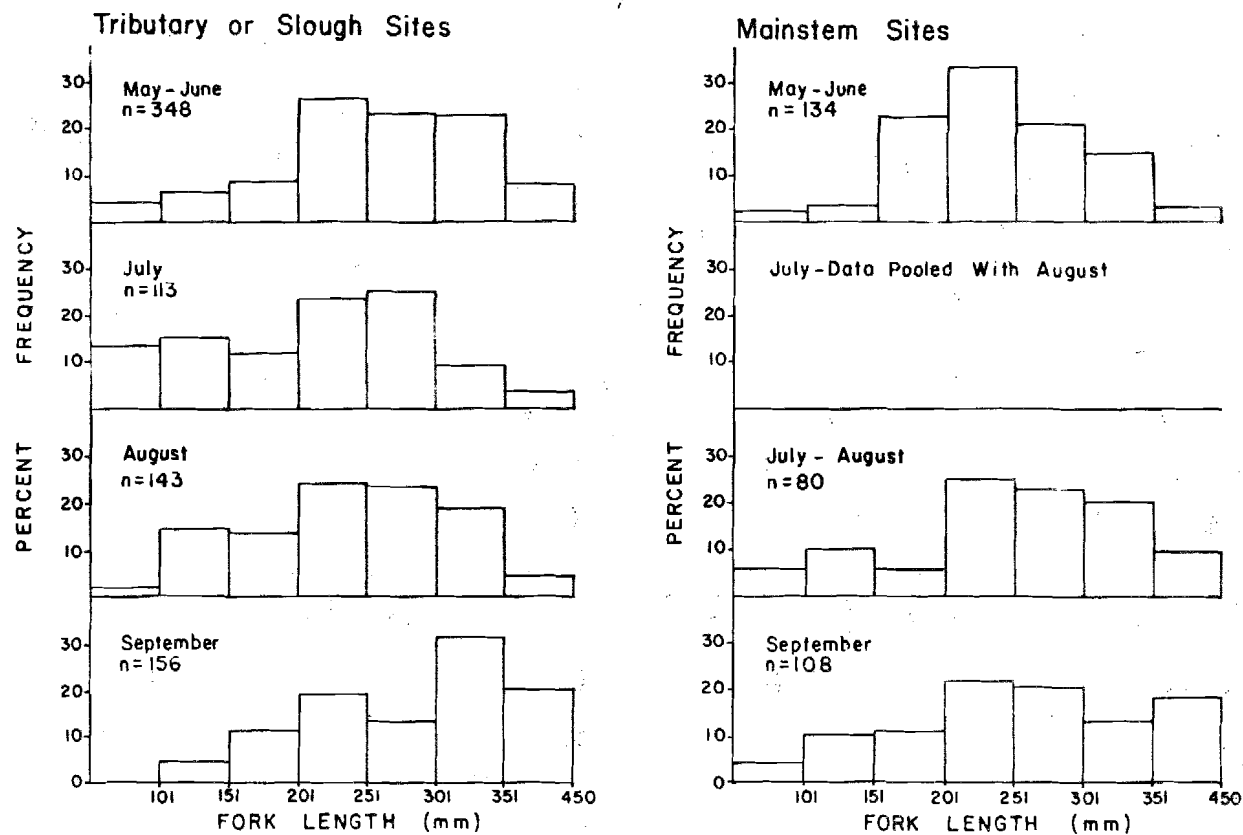 Tributary or Slough Sites
May-June
n=348
30
20
10
July
n=113
30
20
10
August
n=143
30
20
10
September
n=156
30
20
10
0
101 151 201 251 301 351 450
FORK LENGTH (mm)
PERCENT FREQUENCY
Mainstem Sites
May-June
n=134
30
20
10
July-Data Pooled With August
30
20
10
July - August
n=80
30
20
10
September
n=108
30
20
10
0
101 151 201 251 301 351 450
FORK LENGTH (mm)
PERCENT FREQUENCY